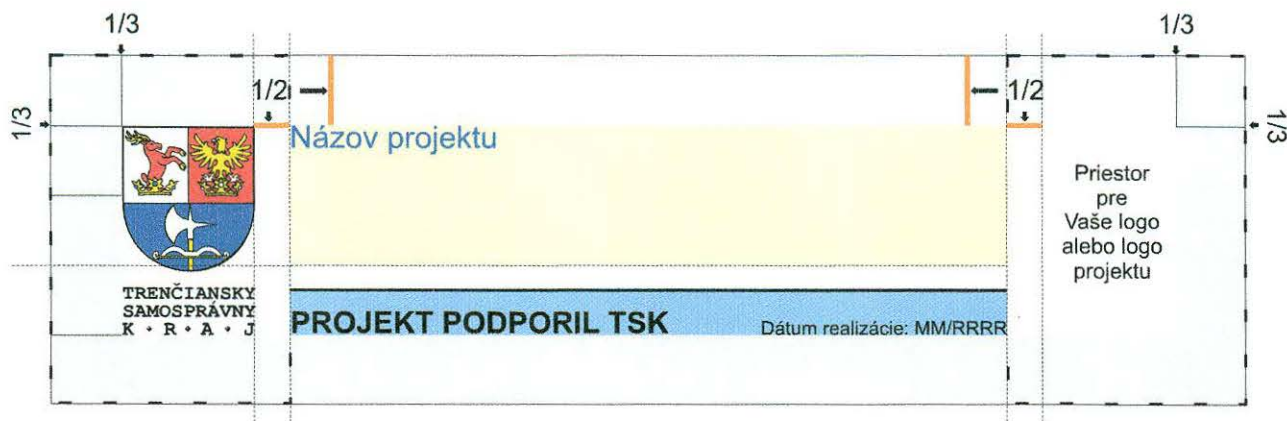 1/3
1/3
1/2
1/2
1/3
1/3
Názov projektu
Priestor
pre
Vaše logo
alebo logo
projektu
TRENČIANSKY
SAMOSPRÁVNY
K • R • A • J
PROJEKT PODPORIL TSK
Dátum realizácie: MM/RRRR